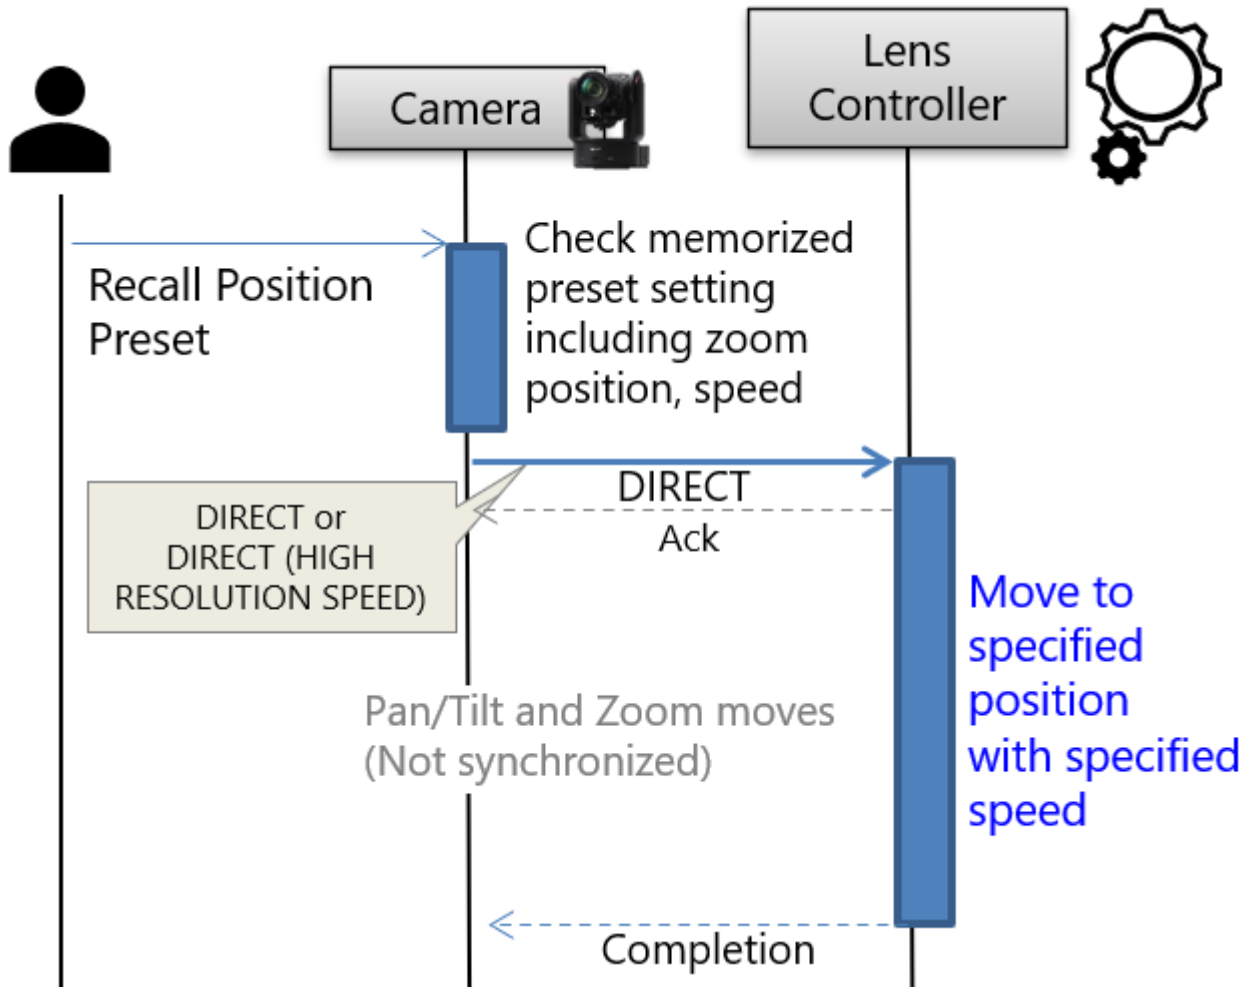 Camera
Lens
Controller
Recall Position
Preset
Check memorized
preset setting
including zoom
position, speed
DIRECT
Ack
DIRECT or
DIRECT (HIGH
RESOLUTION SPEED)
Move to
specified
position
with specified
speed
Pan/Tilt and Zoom moves
(Not synchronized)
Completion